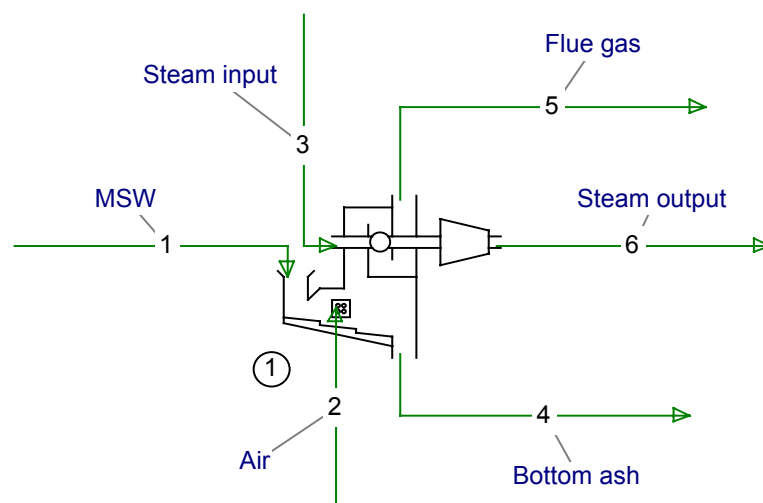 Flue gas
Steam input
5
3
MSW
Steam output
1
6
1
2
4
Air
Bottom ash